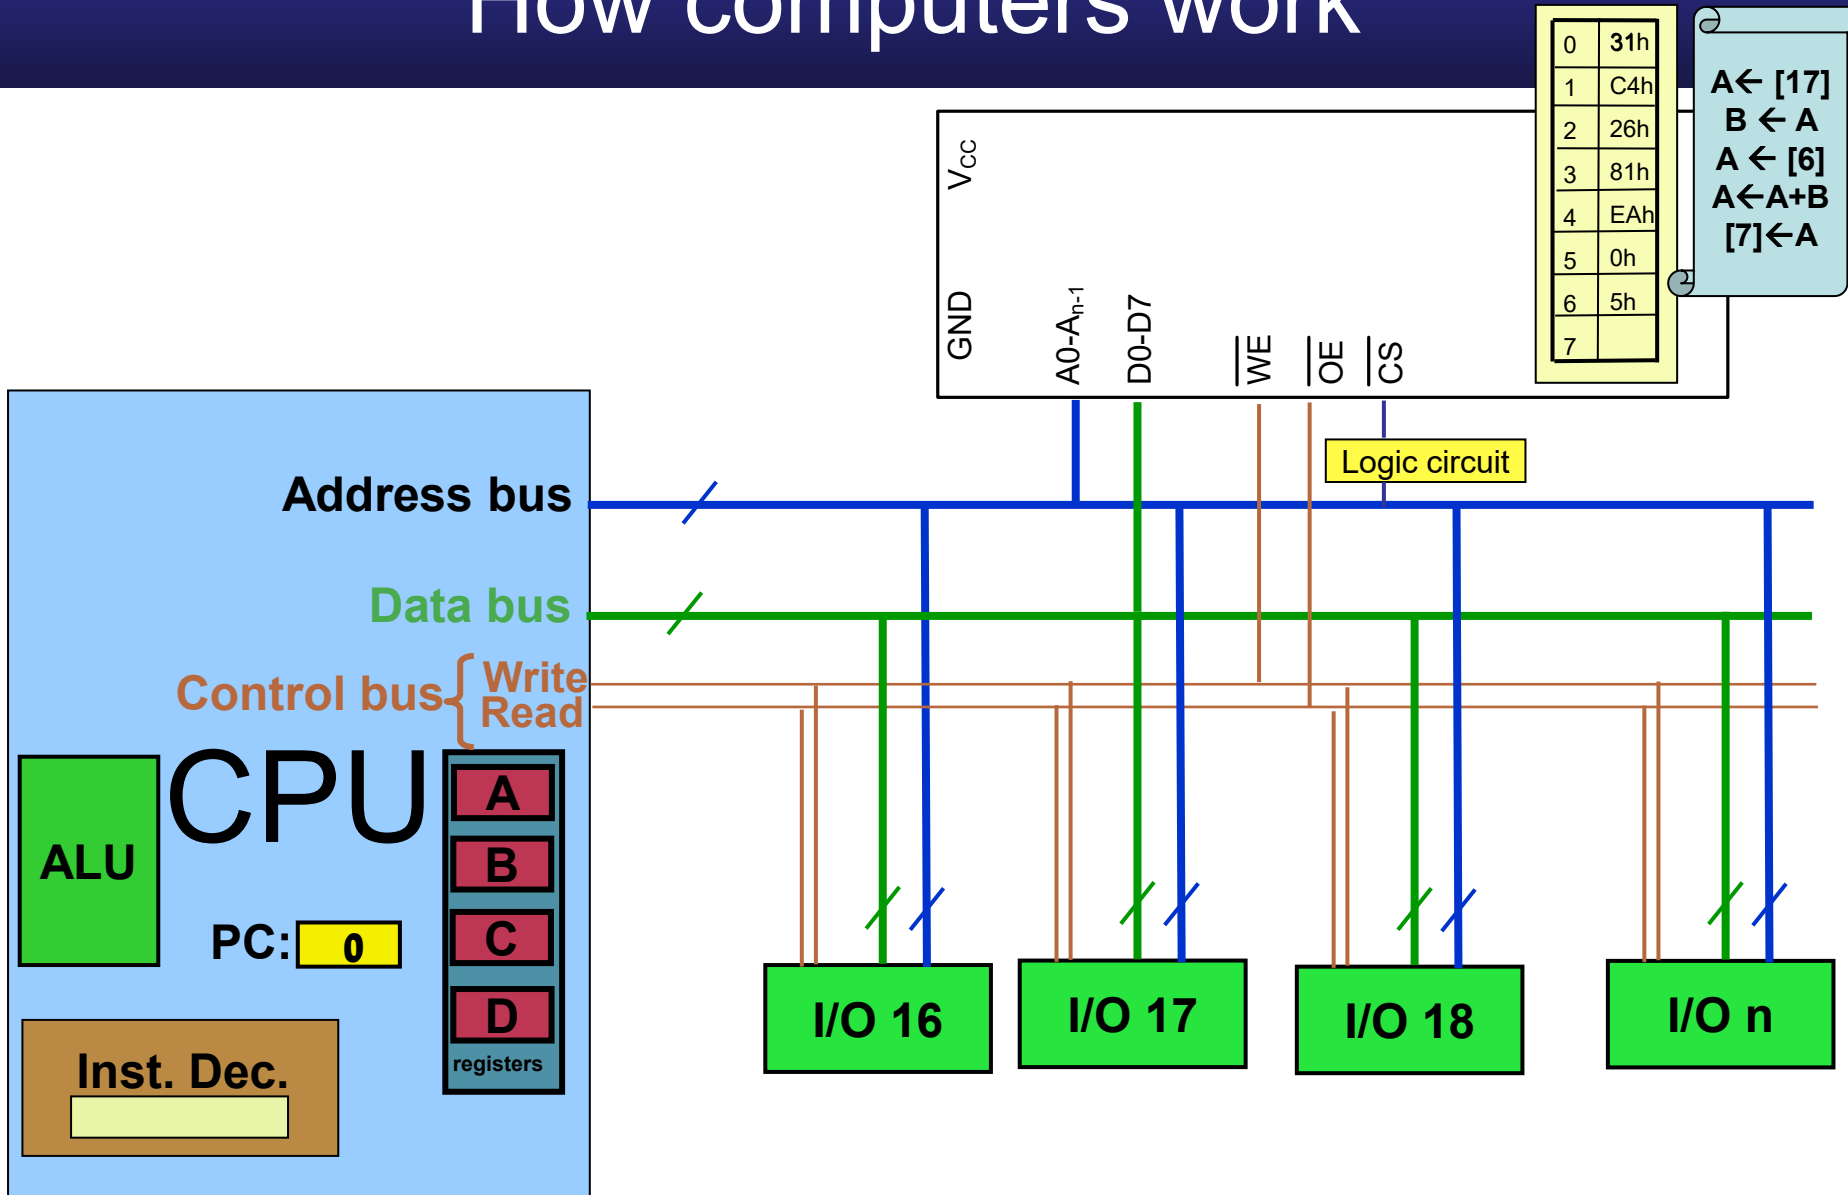 How computers work
0 31h
1 C4h
2 26h
3 81h
4 EAh
5 0h
6 5h
7
A← [17]
B ← A
A ← [6]
A←A+B
[7]←A
VCC
GND
A0-An-1
D0-D7
WE
OE
CS
Logic circuit
Address bus
Data bus
Control bus
Write
Read
CPU
ALU
PC: 0
A
B
C
D
registers
Inst. Dec.
I/O 16
I/O 17
I/O 18
I/O n